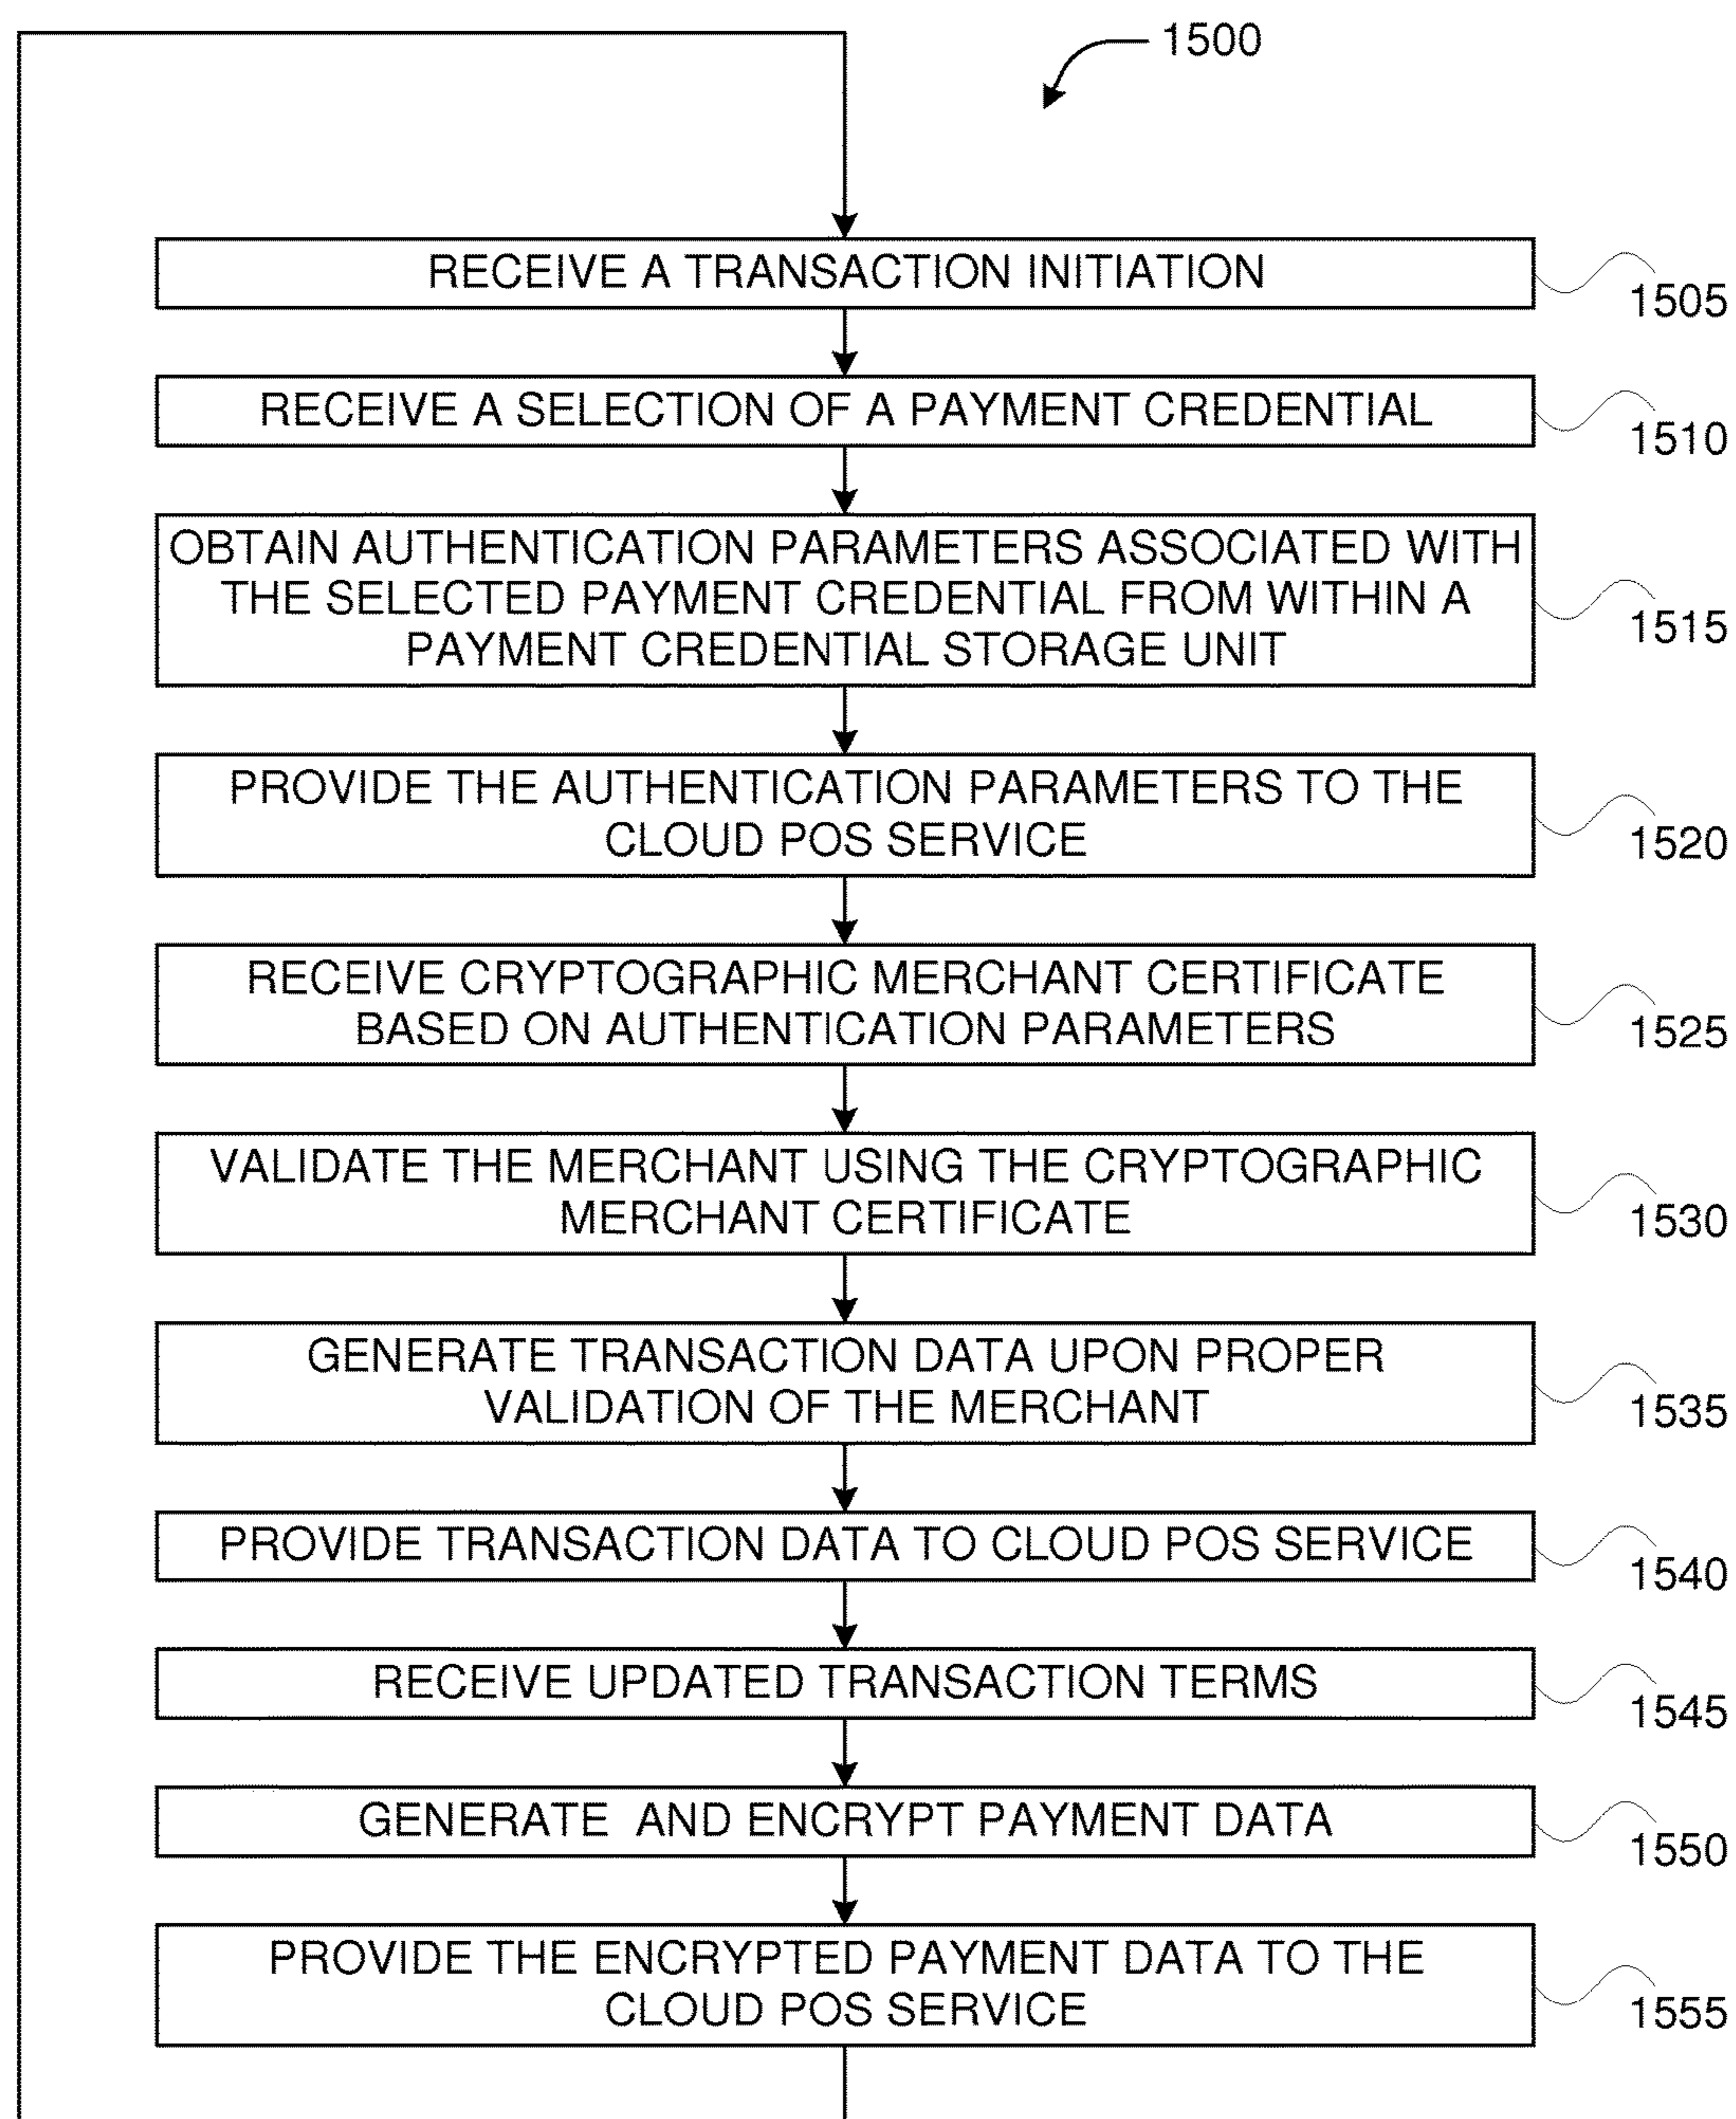 1500
RECEIVE A TRANSACTION INITIATION
1505
RECEIVE A SELECTION OF A PAYMENT CREDENTIAL
1510
OBTAIN AUTHENTICATION PARAMETERS ASSOCIATED WITH
THE SELECTED PAYMENT CREDENTIAL FROM WITHIN A
PAYMENT CREDENTIAL STORAGE UNIT
1515
PROVIDE THE AUTHENTICATION PARAMETERS TO THE
CLOUD POS SERVICE
1520
RECEIVE CRYPTOGRAPHIC MERCHANT CERTIFICATE
BASED ON AUTHENTICATION PARAMETERS
1525
VALIDATE THE MERCHANT USING THE CRYPTOGRAPHIC
MERCHANT CERTIFICATE
1530
GENERATE TRANSACTION DATA UPON PROPER
VALIDATION OF THE MERCHANT
1535
PROVIDE TRANSACTION DATA TO CLOUD POS SERVICE
1540
RECEIVE UPDATED TRANSACTION TERMS
1545
GENERATE  AND ENCRYPT PAYMENT DATA
1550
PROVIDE THE ENCRYPTED PAYMENT DATA TO THE
CLOUD POS SERVICE
1555